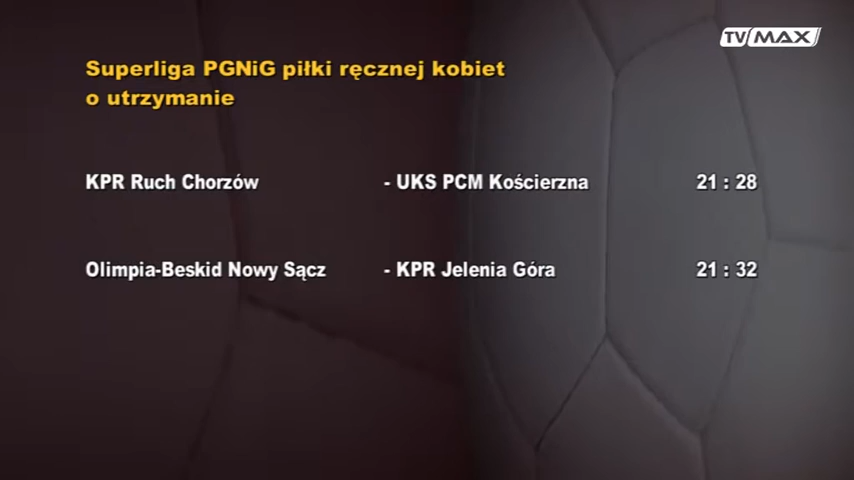 TV MAX
Superliga PGNiG piłki ręcznej kobiet
o utrzymanie
KPR Ruch Chorzów - UKS PCM Kościerzna 21 : 28
Olimpia-Beskid Nowy Sącz - KPR Jelenia Góra 21 : 32